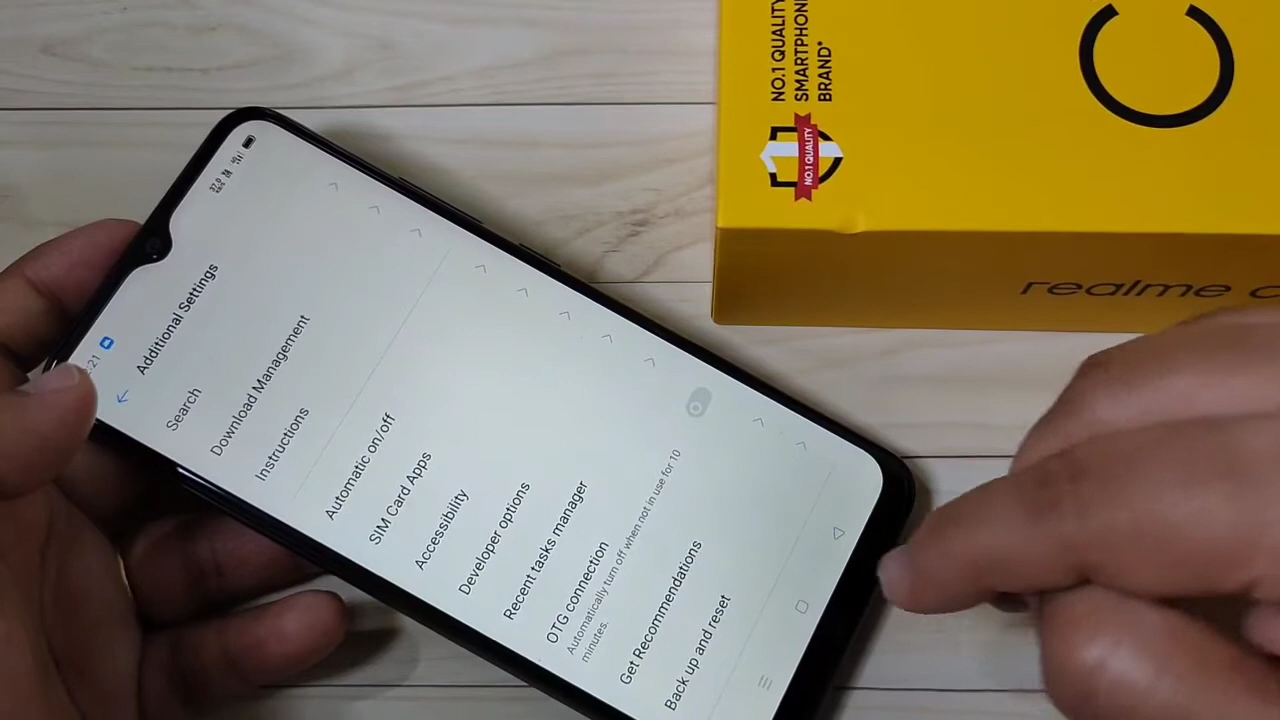 Additional Settings
Search
Download Management
Instructions
Automatic on/off
SIM Card Apps
Accessibility
Developer options
Recent tasks manager
OTG connection
Automatically turn off when not in use for 10
minutes.
Get Recommendations
Back up and reset
NO.1 QUALITY
SMARTPHONE
BRAND*
NO.1 QUALITY
C
realme